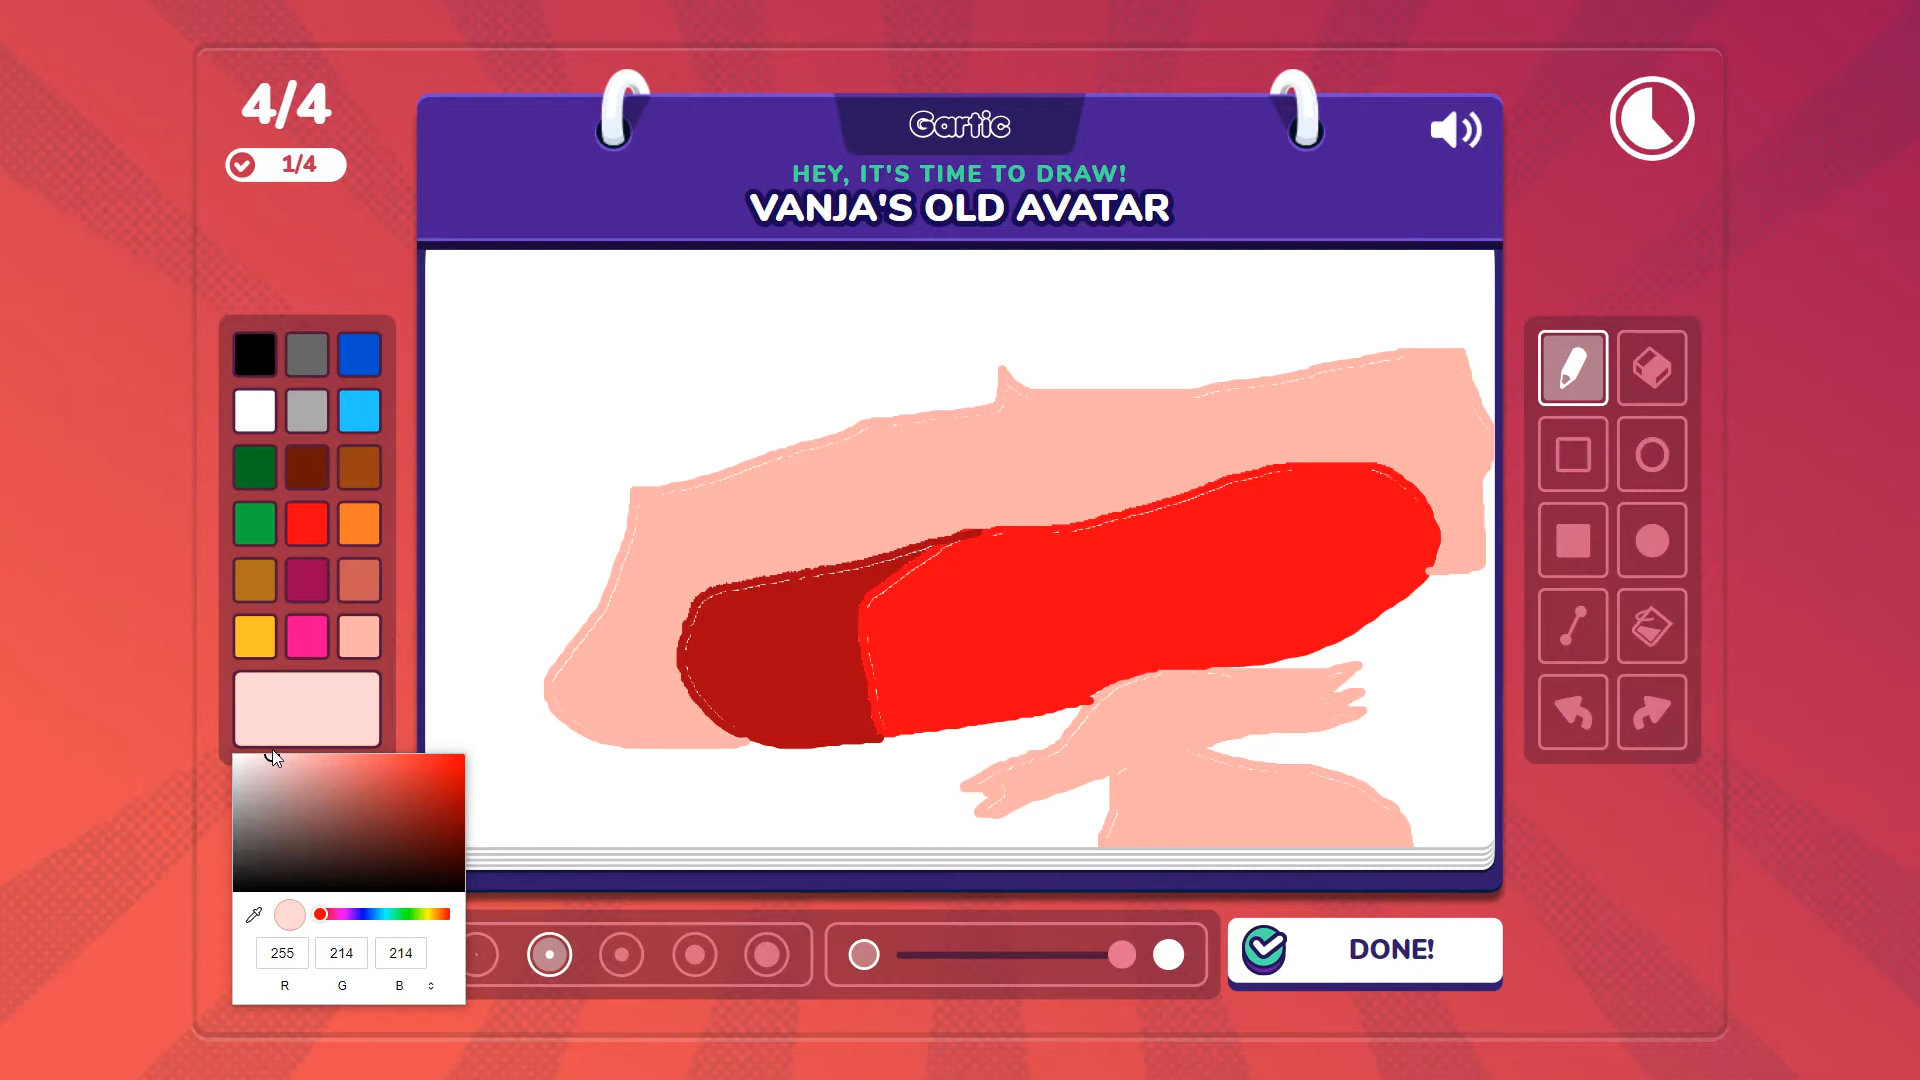 4/4
1/4
Gartic
HEY, IT'S TIME TO DRAW!
VANJA'S OLD AVATAR
255 214 214
R G B
DONE!